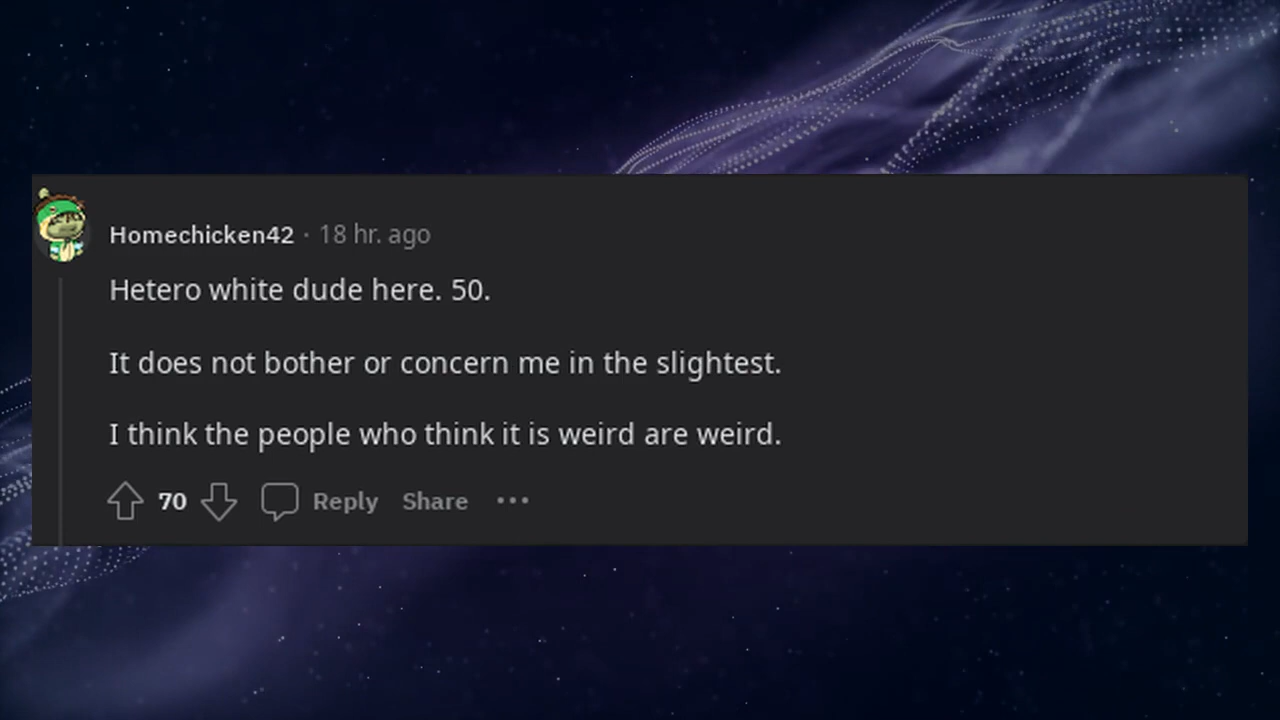 Homechicken42 · 18 hr. ago
Hetero white dude here. 50.
It does not bother or concern me in the slightest.
I think the people who think it is weird are weird.
70 Reply Share ···